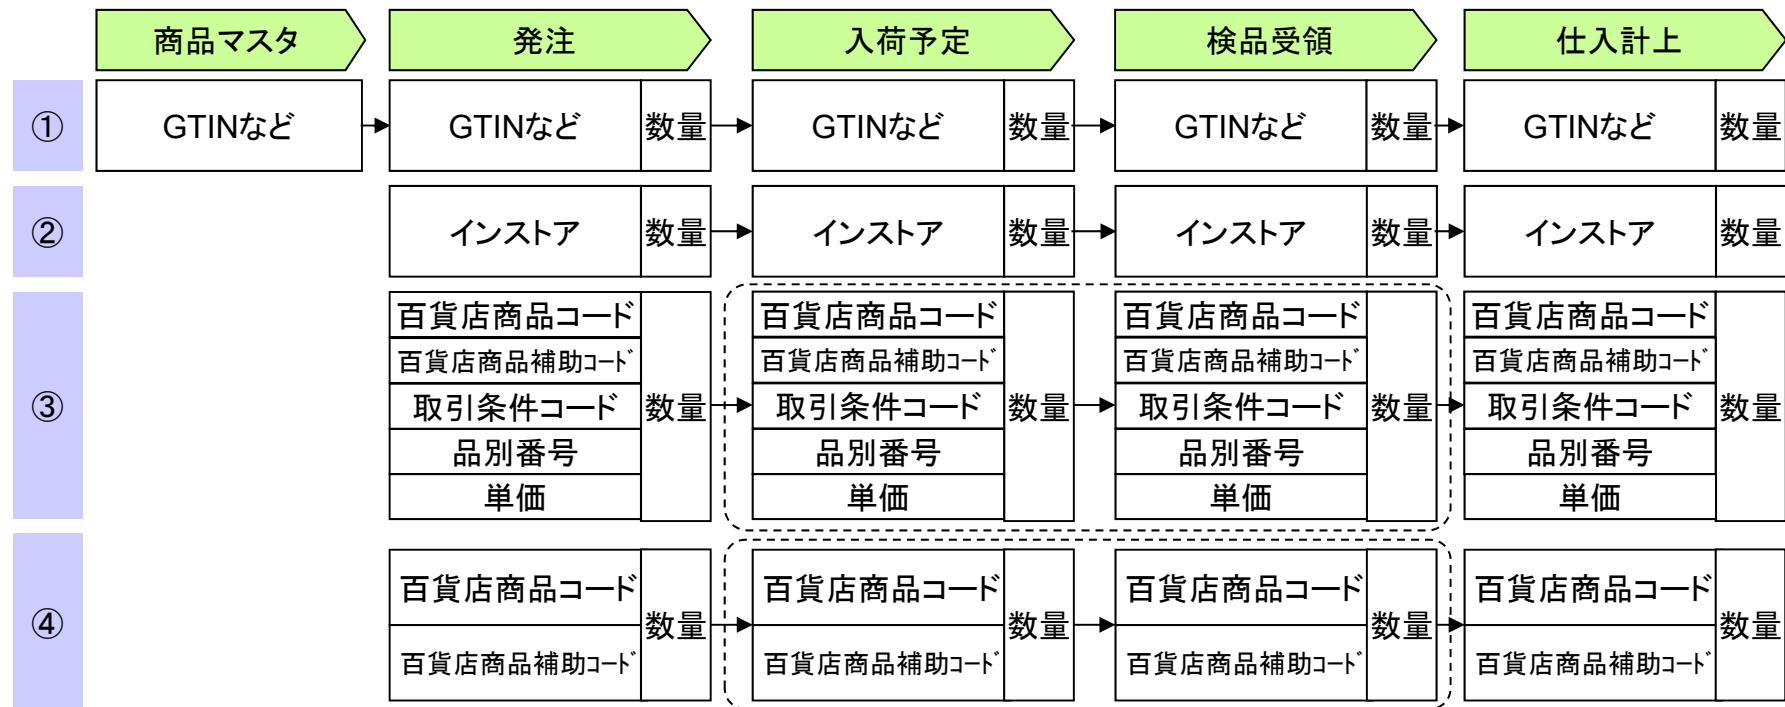 商品マスタ
発注
入荷予定
検品受領
仕入計上
①
GTINなど
GTINなど
数量
GTINなど
数量
GTINなど
数量
GTINなど
数量
②
インストア
数量
インストア
数量
インストア
数量
インストア
数量
③
百貨店商品コード
百貨店商品補助ｺｰﾄﾞ
取引条件コード
品別番号
単価
数量
百貨店商品コード
百貨店商品補助ｺｰﾄﾞ
取引条件コード
品別番号
単価
数量
百貨店商品コード
百貨店商品補助ｺｰﾄﾞ
取引条件コード
品別番号
単価
数量
百貨店商品コード
百貨店商品補助ｺｰﾄﾞ
取引条件コード
品別番号
単価
数量
④
百貨店商品コード
百貨店商品補助ｺｰﾄﾞ
数量
百貨店商品コード
百貨店商品補助ｺｰﾄﾞ
数量
百貨店商品コード
百貨店商品補助ｺｰﾄﾞ
数量
百貨店商品コード
百貨店商品補助ｺｰﾄﾞ
数量